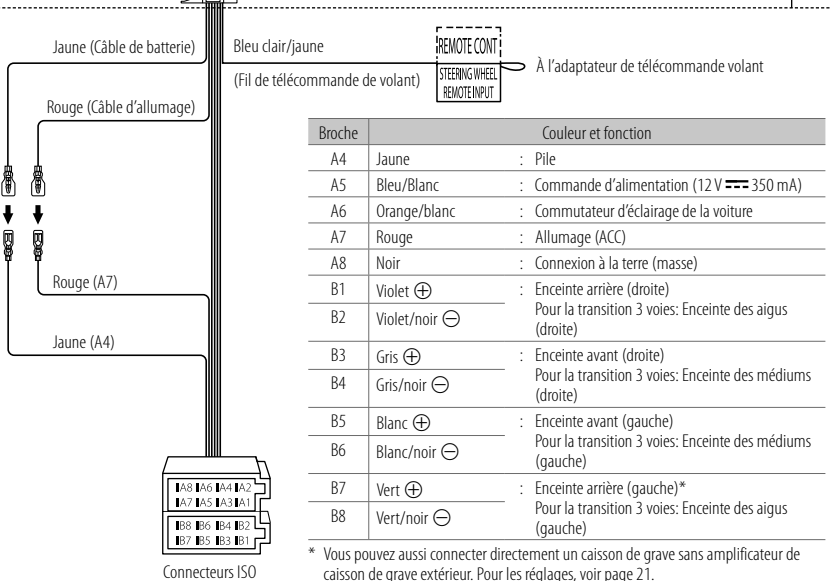 Jaune (Câble de batterie)
Bleu clair/jaune
(Fil de télécommande de volant)
REMOTE CONT
STEERING WHEEL
REMOTE INPUT
À l’adaptateur de télécommande volant
Rouge (Câble d’allumage)
Rouge (A7)
Jaune (A4)
Broche Couleur et fonction
A4 Jaune : Pile
A5 Bleu/Blanc : Commande d’alimentation (12 V ⎓ 350 mA)
A6 Orange/blanc : Commutateur d’éclairage de la voiture
A7 Rouge : Allumage (ACC)
A8 Noir : Connexion à la terre (masse)
B1 Violet ⊕ : Enceinte arrière (droite)
Pour la transition 3 voies: Enceinte des aigus
(droite)
B2 Violet/noir ⊖
B3 Gris ⊕ : Enceinte avant (droite)
Pour la transition 3 voies: Enceinte des médiums
(droite)
B4 Gris/noir ⊖
B5 Blanc ⊕ : Enceinte avant (gauche)
Pour la transition 3 voies: Enceinte des médiums
(gauche)
B6 Blanc/noir ⊖
B7 Vert ⊕ : Enceinte arrière (gauche)*
Pour la transition 3 voies: Enceinte des aigus
(gauche)
B8 Vert/noir ⊖
* Vous pouvez aussi connecter directement un caisson de grave sans amplificateur de
caisson de grave extérieur. Pour les réglages, voir page 21.
A8 A6 A4 A2
A7 A5 A3 A1
B8 B6 B4 B2
B7 B5 B3 B1
Connecteurs ISO